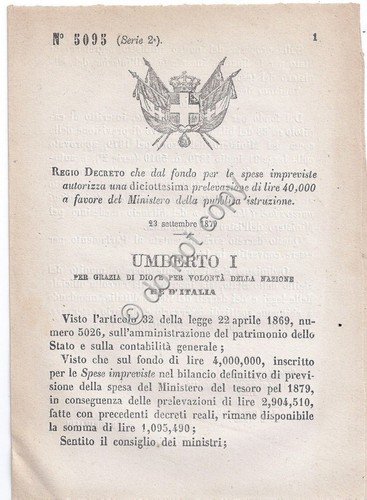 N° 5095 (Serie 2ª). 1
REGIO DECRETO che dal fondo per le spese impreviste
autorizza una diciottesima prelevazione di lire 40,000
a favore del Ministero della pubblica istruzione.
23 settembre 1879
UMBERTO I
PER GRAZIA DI DIO E PER VOLONTÀ DELLA NAZIONE
RE D'ITALIA
Visto l'articolo 32 della legge 22 aprile 1869, nu-
mero 5026, sull'amministrazione del patrimonio dello
Stato e sulla contabilità generale;
Visto che sul fondo di lire 4,000,000, inscritto
per le Spese impreviste nel bilancio definitivo di previ-
sione della spesa del Ministero del tesoro pel 1879,
in conseguenza delle prelevazioni di lire 2,904,510,
fatte con precedenti decreti reali, rimane disponibile
la somma di lire 1,095,490;
Sentito il consiglio dei ministri;
do not copy